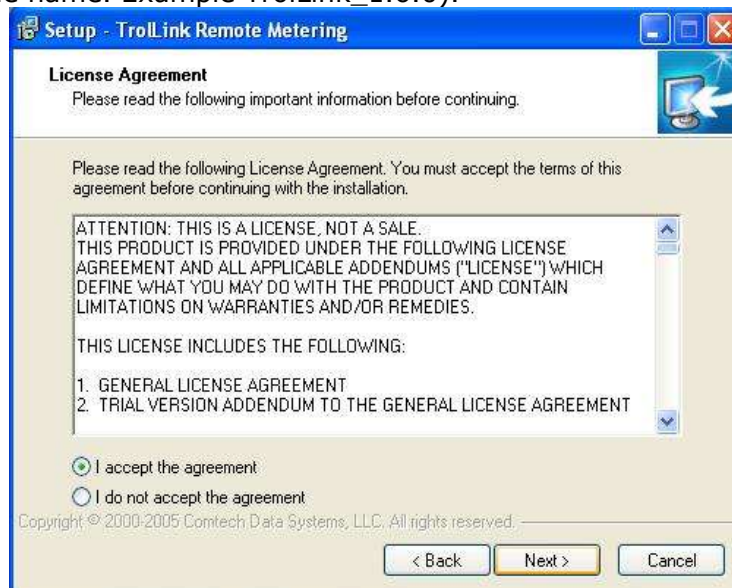 s name. Example TrolLink_1.0.0).
Setup - TrolLink Remote Metering
License Agreement
Please read the following important information before continuing.
Please read the following License Agreement. You must accept the terms of this
agreement before continuing with the installation.
ATTENTION: THIS IS A LICENSE, NOT A SALE.
THIS PRODUCT IS PROVIDED UNDER THE FOLLOWING LICENSE
AGREEMENT AND ALL APPLICABLE ADDENDUMS ("LICENSE") WHICH
DEFINE WHAT YOU MAY DO WITH THE PRODUCT AND CONTAIN
LIMITATIONS ON WARRANTIES AND/OR REMEDIES.
THIS LICENSE INCLUDES THE FOLLOWING:
1. GENERAL LICENSE AGREEMENT
2. TRIAL VERSION ADDENDUM TO THE GENERAL LICENSE AGREEMENT
I accept the agreement
I do not accept the agreement
Copyright © 2000-2005 Comtech Data Systems, LLC. All rights reserved.
< Back Next > Cancel